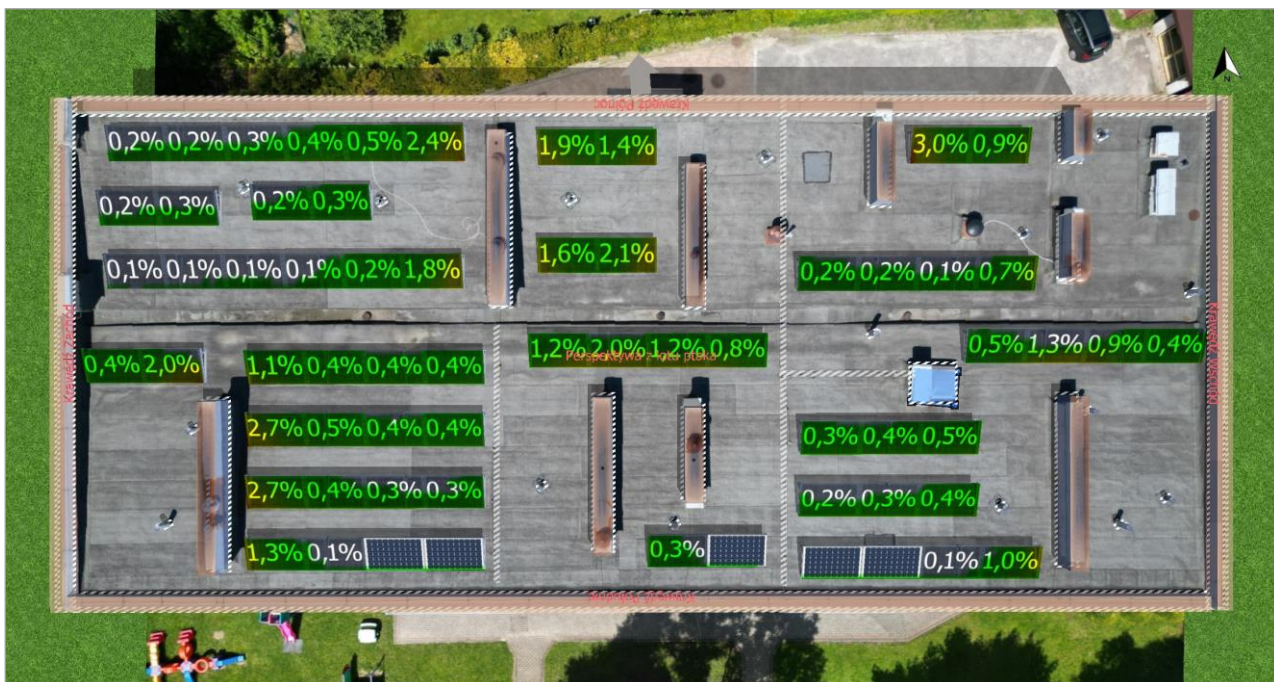 N
Krawędź Północ
0,2% 0,2% 0,3% 0,4% 0,5% 2,4%
1,9% 1,4%
3,0% 0,9%
0,2% 0,3%
0,2% 0,3%
1,6% 2,1%
0,1% 0,1% 0,1% 0,1% 0,2% 1,8%
0,2% 0,2% 0,1% 0,7%
Krawędź Zachód
Krawędź Wschód
0,4% 2,0%
1,1% 0,4% 0,4% 0,4%
1,2% 2,0% 1,2% 0,8%
Perspektywa z lotu ptaka
0,5% 1,3% 0,9% 0,4%
2,7% 0,5% 0,4% 0,4%
0,3% 0,4% 0,5%
2,7% 0,4% 0,3% 0,3%
0,2% 0,3% 0,4%
1,3% 0,1%
0,3%
0,1% 1,0%
Krawędź Południe